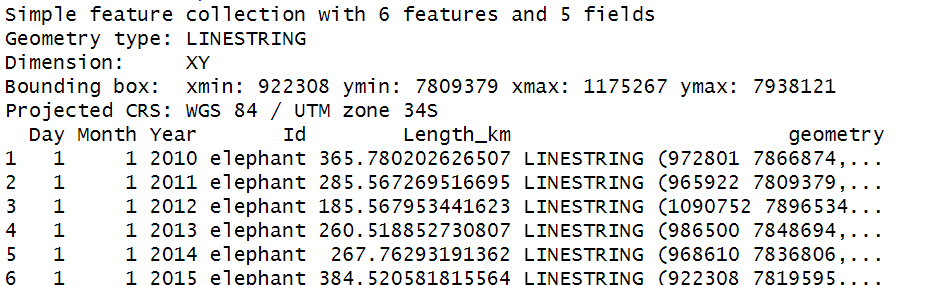 Simple feature collection with 6 features and 5 fields
Geometry type: LINESTRING
Dimension:     XY
Bounding box:  xmin: 922308 ymin: 7809379 xmax: 1175267 ymax: 7938121
Projected CRS: WGS 84 / UTM zone 34S
  Day Month Year       Id        Length_km                       geometry
1   1     1 2010 elephant 365.780202626507 LINESTRING (972801 7866874,...
2   1     1 2011 elephant 285.567269516695 LINESTRING (965922 7809379,...
3   1     1 2012 elephant 185.567953441623 LINESTRING (1090752 7896534...
4   1     1 2013 elephant 260.518852730807 LINESTRING (986500 7848694,...
5   1     1 2014 elephant  267.76293191362 LINESTRING (968610 7836806,...
6   1     1 2015 elephant 384.520581815564 LINESTRING (922308 7819595,...